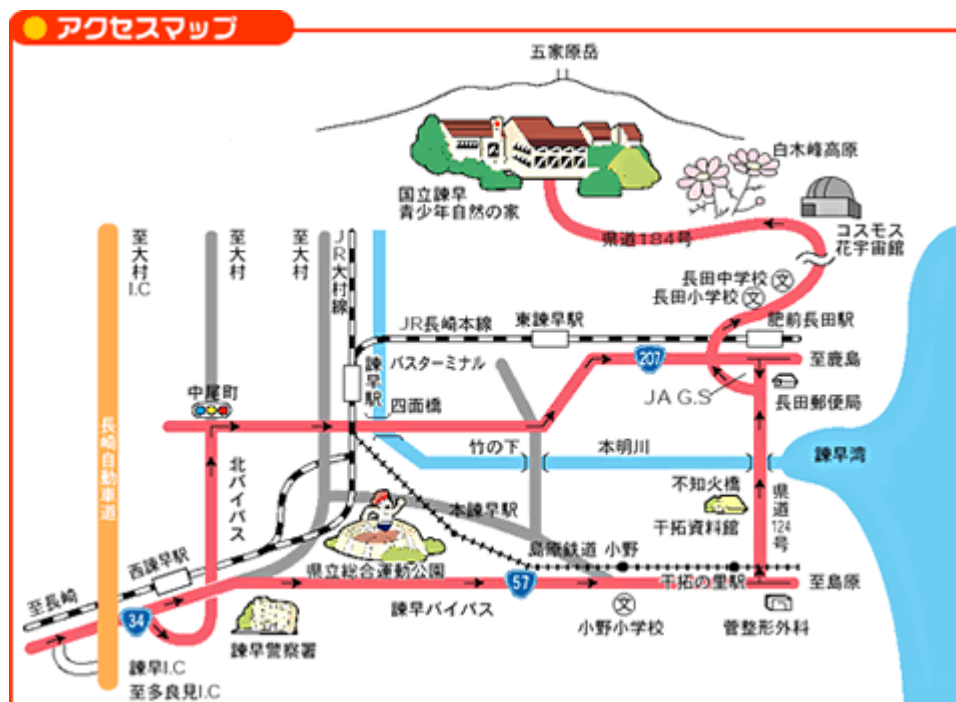 アクセスマップ
五家原岳
白木峰高原
国立諫早
青少年自然の家
コスモス
花宇宙館
県道184号
至大村I.C
至大村
至大村
JR大村線
長田中学校
文
長田小学校
文
JR長崎本線
東諫早駅
肥前長田駅
諫早駅
バスターミナル
207
至鹿島
中尾町
四面橋
JA G.S
長田郵便局
長崎自動車道
北バイパス
竹の下
本明川
諫早湾
不知火橋
本諫早駅
干拓資料館
県道124号
島原鉄道
小野
西諫早駅
県立総合運動公園
57
干拓の里駅
至島原
至長崎
34
諫早バイパス
文
小野小学校
菅整形外科
諫早警察署
諫早I.C
至多良見I.C